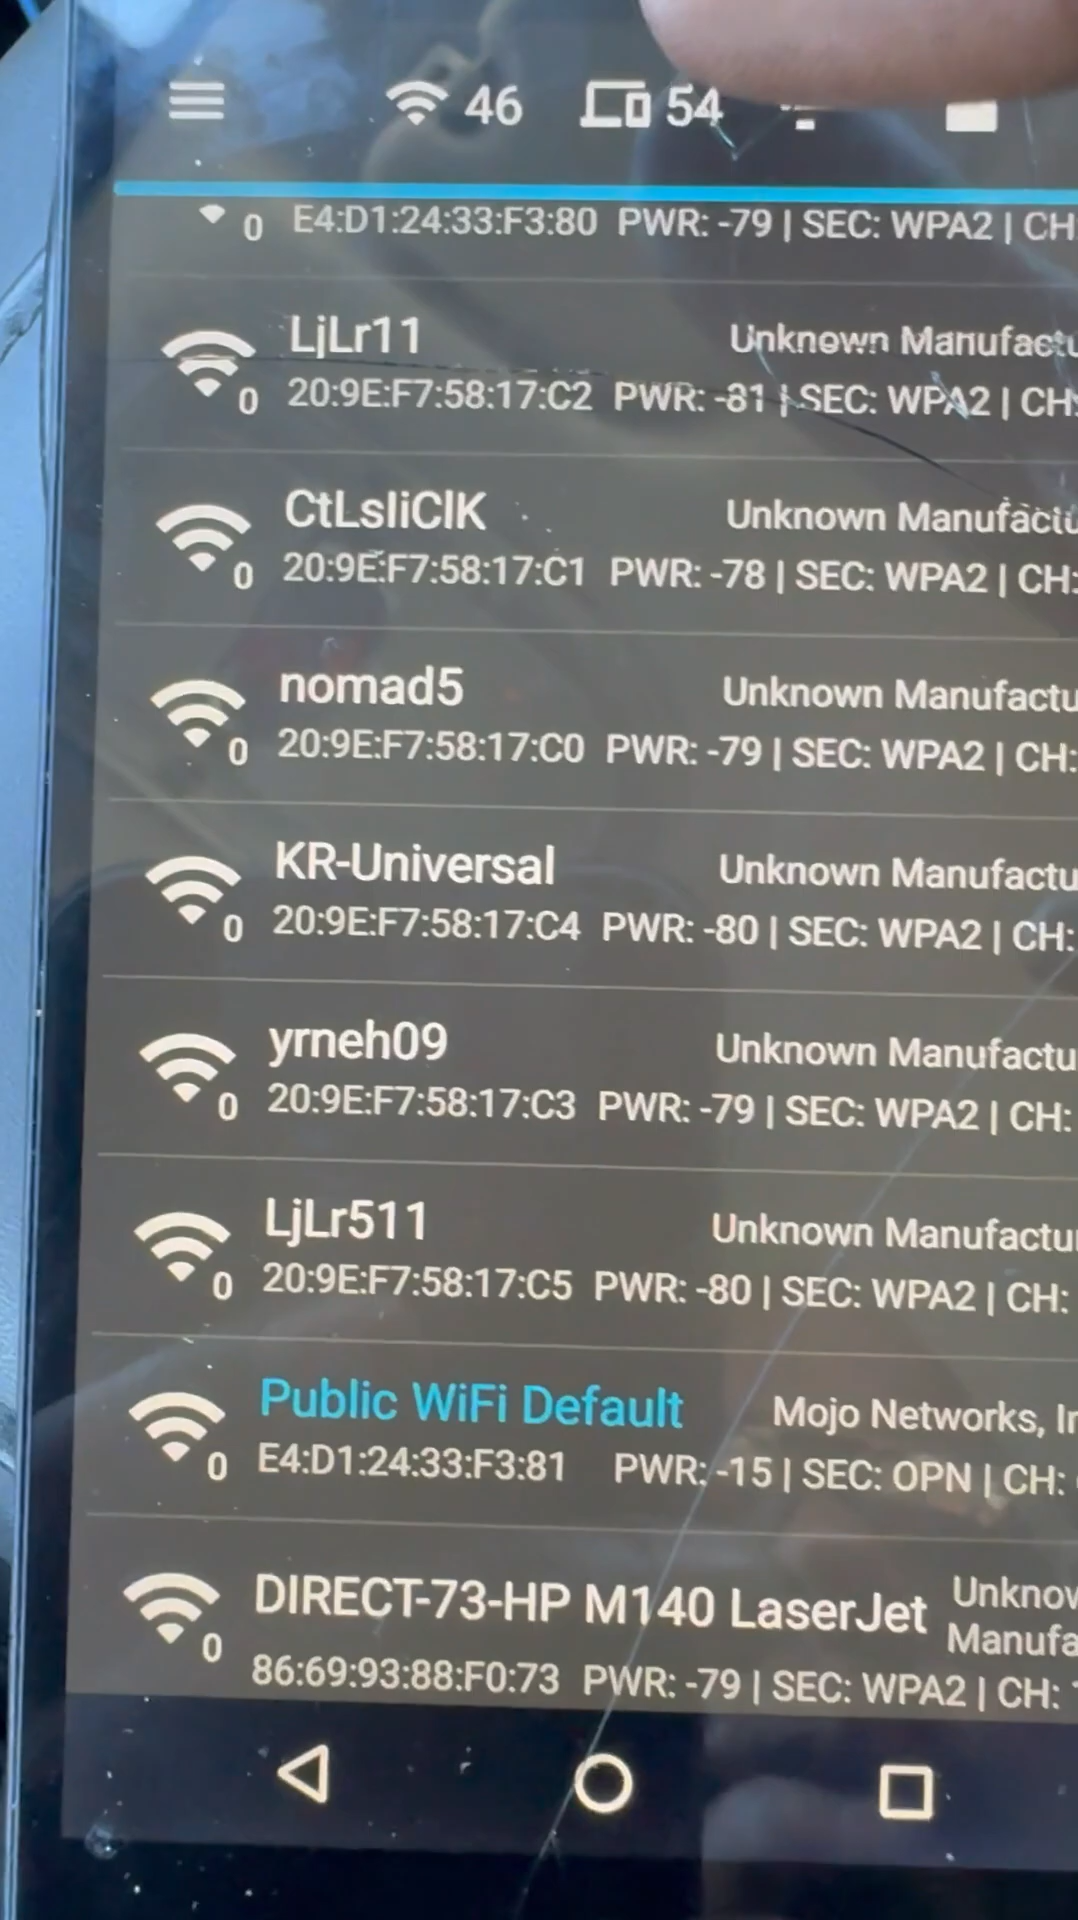 46 54
0 E4:D1:24:33:F3:80 PWR: -79 | SEC: WPA2 | CH
LjLr11 Unknown Manufactu
0 20:9E:F7:58:17:C2 PWR: -81 | SEC: WPA2 | CH:
CtLsliClK Unknown Manufactu
0 20:9E:F7:58:17:C1 PWR: -78 | SEC: WPA2 | CH:
nomad5 Unknown Manufactu
0 20:9E:F7:58:17:C0 PWR: -79 | SEC: WPA2 | CH:
KR-Universal Unknown Manufactu
0 20:9E:F7:58:17:C4 PWR: -80 | SEC: WPA2 | CH:
yrneh09 Unknown Manufactu
0 20:9E:F7:58:17:C3 PWR: -79 | SEC: WPA2 | CH:
LjLr511 Unknown Manufactu
0 20:9E:F7:58:17:C5 PWR: -80 | SEC: WPA2 | CH:
Public WiFi Default Mojo Networks, In
0 E4:D1:24:33:F3:81 PWR: -15 | SEC: OPN | CH:
DIRECT-73-HP M140 LaserJet Unknow
Manufa
0 86:69:93:88:F0:73 PWR: -79 | SEC: WPA2 | CH: